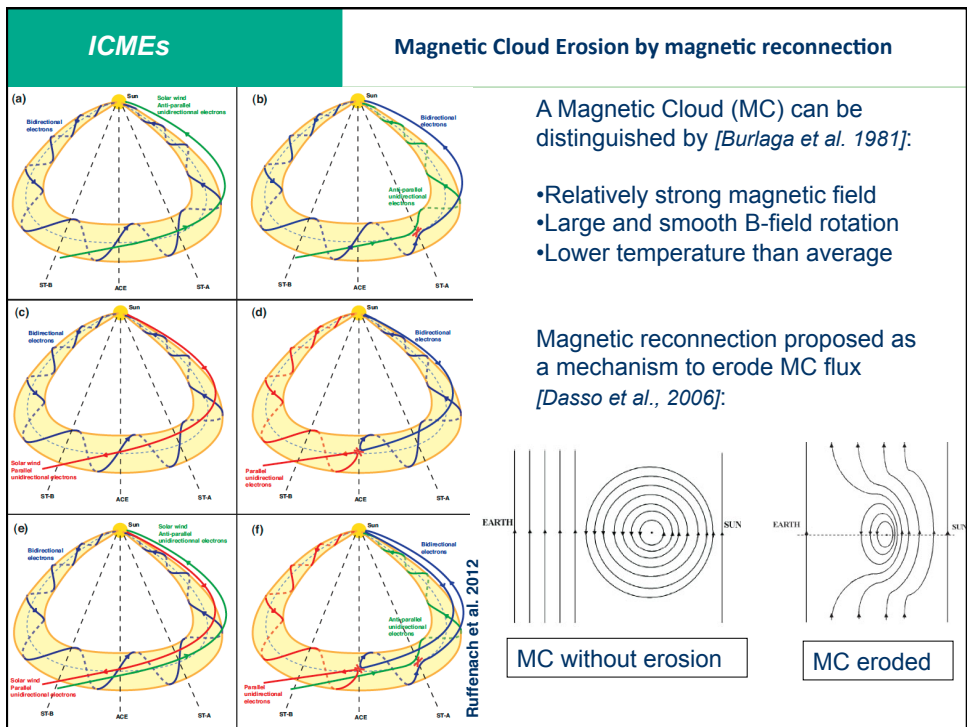 ICMEs
Magnetic Cloud Erosion by magnetic reconnection
(a)
Sun
Solar wind
Anti-parallel
unidirectionnal electrons
Bidirectional
electrons
ST-B
ACE
ST-A
(b)
Sun
Bidirectional
electrons
Anti-parallel
unidirectional
electrons
ST-B
ACE
ST-A
(c)
Sun
Bidirectional
electrons
Solar wind
Parallel
unidirectional electrons
ST-B
ACE
ST-A
(d)
Sun
Bidirectional
electrons
Parallel
unidirectional
electrons
ST-B
ACE
ST-A
(e)
Sun
Solar wind
Anti-parallel
unidirectionnal electrons
Bidirectional
electrons
Solar wind
Parallel
unidirectional electrons
ST-B
ACE
ST-A
(f)
Sun
Bidirectional
electrons
Anti-parallel
unidirectional
electrons
Parallel
unidirectional
electrons
ST-B
ACE
ST-A
Ruffenach et al. 2012
A Magnetic Cloud (MC) can be
distinguished by [Burlaga et al. 1981]:
•Relatively strong magnetic field
•Large and smooth B-field rotation
•Lower temperature than average
Magnetic reconnection proposed as
a mechanism to erode MC flux
[Dasso et al., 2006]:
EARTH
SUN
EARTH
SUN
MC without erosion
MC eroded